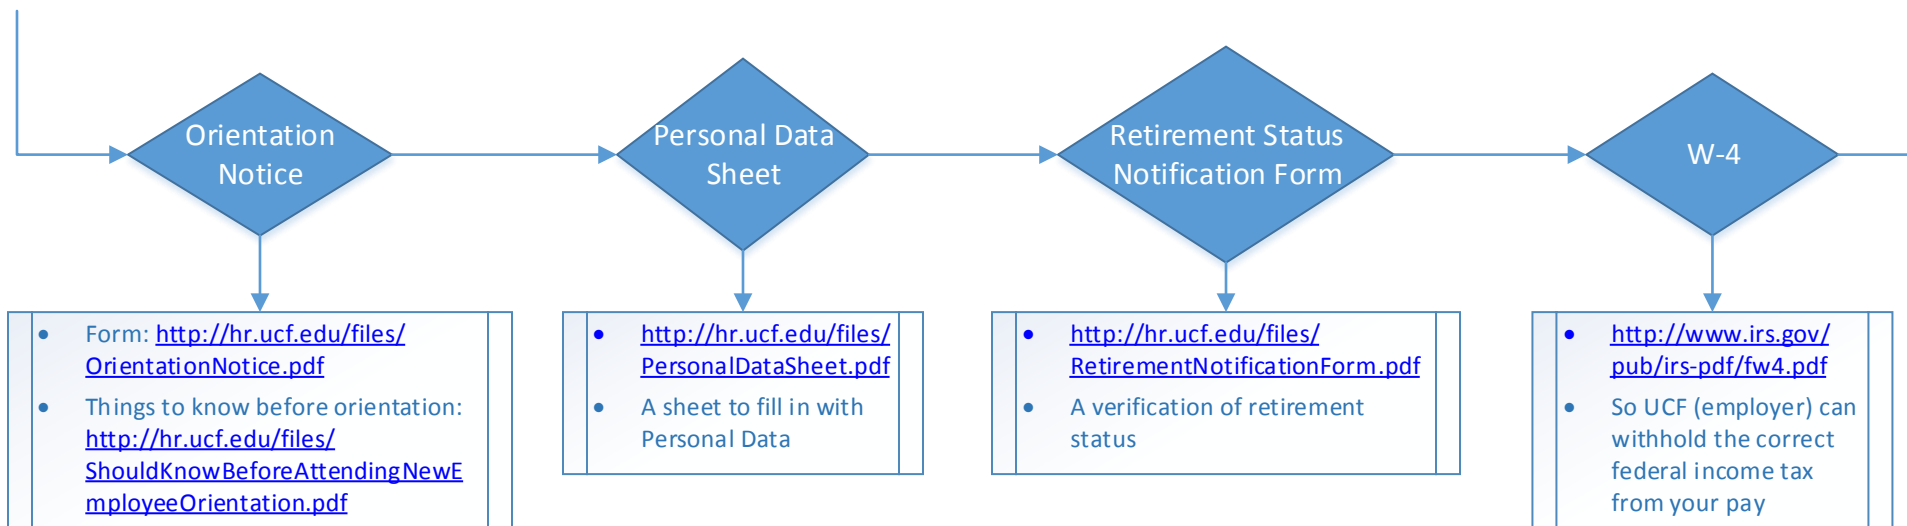 Orientation
Notice
Personal Data
Sheet
Retirement Status
Notification Form
W-4
• Form: http://hr.ucf.edu/files/
OrientationNotice.pdf
• Things to know before orientation:
http://hr.ucf.edu/files/
ShouldKnowBeforeAttendingNewE
mployeeOrientation.pdf
• http://hr.ucf.edu/files/
PersonalDataSheet.pdf
• A sheet to fill in with
Personal Data
• http://hr.ucf.edu/files/
RetirementNotificationForm.pdf
• A verification of retirement
status
• http://www.irs.gov/
pub/irs-pdf/fw4.pdf
• So UCF (employer) can
withhold the correct
federal income tax
from your pay